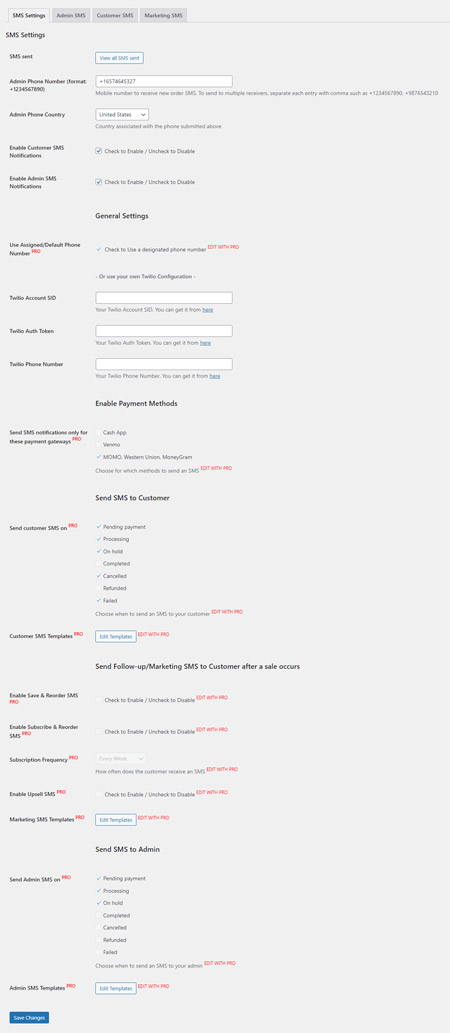 SMS Settings Admin SMS Customer SMS Marketing SMS
SMS Settings
SMS sent View all SMS sent
Admin Phone Number (format: +1234567890) +16574645327
Mobile number to receive new order SMS. To send to multiple receivers, separate each entry with comma such as +1234567890, +9876543210
Admin Phone Country United States
Country associated with the phone submitted above
Enable Customer SMS Notifications Check to Enable / Uncheck to Disable
Enable Admin SMS Notifications Check to Enable / Uncheck to Disable
General Settings
Use Assigned/Default Phone Number PRO Check to Use a designated phone number EDIT WITH PRO
- Or use your own Twilio Configuration -
Twilio Account SID
Your Twilio Account SID. You can get it from here
Twilio Auth Token
Your Twilio Auth Token. You can get it from here
Twilio Phone Number
Your Twilio Phone Number. You can get it from here
Enable Payment Methods
Send SMS notifications only for these payment gateways PRO
Cash App
Venmo
MOMO, Western Union, MoneyGram
Choose for which methods to send an SMS EDIT WITH PRO
Send SMS to Customer
Send customer SMS on PRO
Pending payment
Processing
On hold
Completed
Cancelled
Refunded
Failed
Choose when to send an SMS to your customer EDIT WITH PRO
Customer SMS Templates PRO Edit Templates EDIT WITH PRO
Send Follow-up/Marketing SMS to Customer after a sale occurs
Enable Save & Reorder SMS PRO Check to Enable / Uncheck to Disable EDIT WITH PRO
Enable Subscribe & Reorder SMS PRO Check to Enable / Uncheck to Disable EDIT WITH PRO
Subscription Frequency PRO Every Week
How often does the customer receive an SMS EDIT WITH PRO
Enable Upsell SMS PRO Check to Enable / Uncheck to Disable EDIT WITH PRO
Marketing SMS Templates PRO Edit Templates EDIT WITH PRO
Send SMS to Admin
Send Admin SMS on PRO
Pending payment
Processing
On hold
Completed
Cancelled
Refunded
Failed
Choose when to send an SMS to your admin EDIT WITH PRO
Admin SMS Templates PRO Edit Templates EDIT WITH PRO
Save Changes